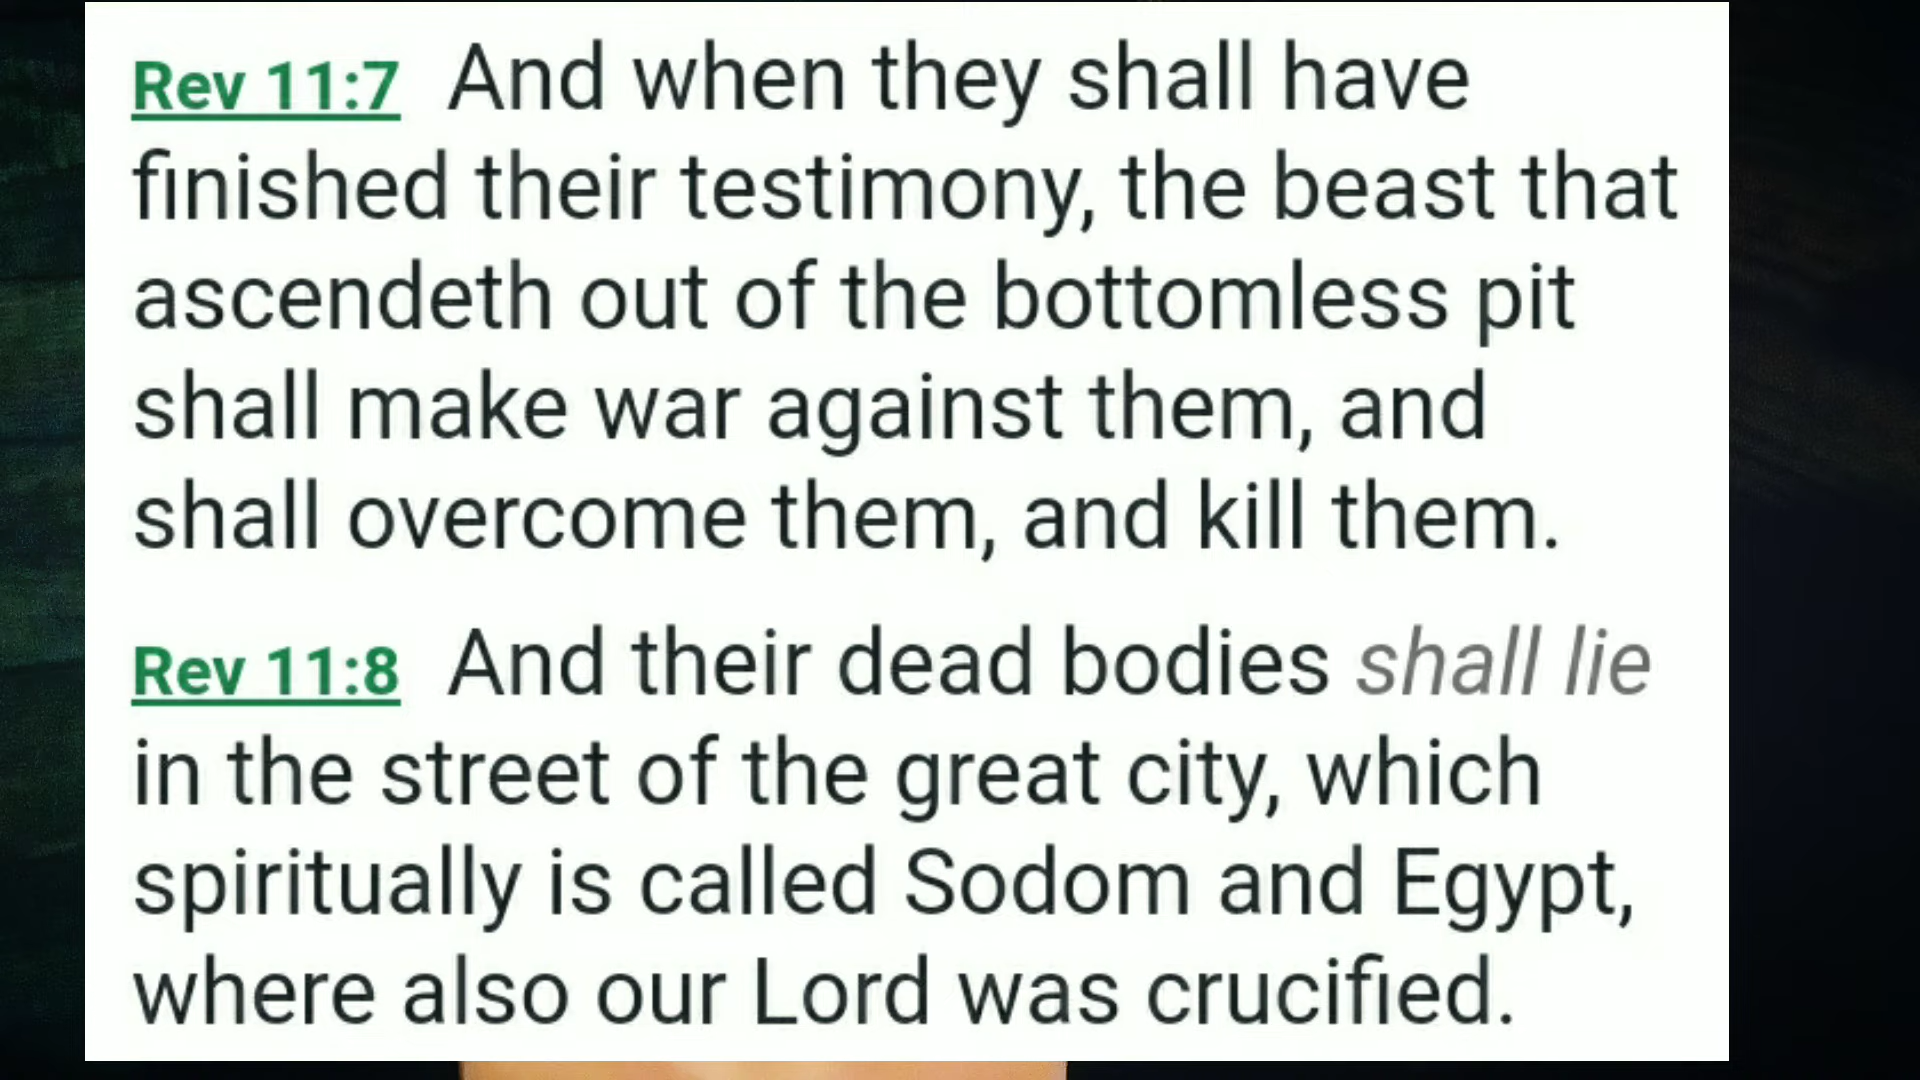 Rev 11:7 And when they shall have
finished their testimony, the beast that
ascendeth out of the bottomless pit
shall make war against them, and
shall overcome them, and kill them.
Rev 11:8 And their dead bodies shall lie
in the street of the great city, which
spiritually is called Sodom and Egypt,
where also our Lord was crucified.